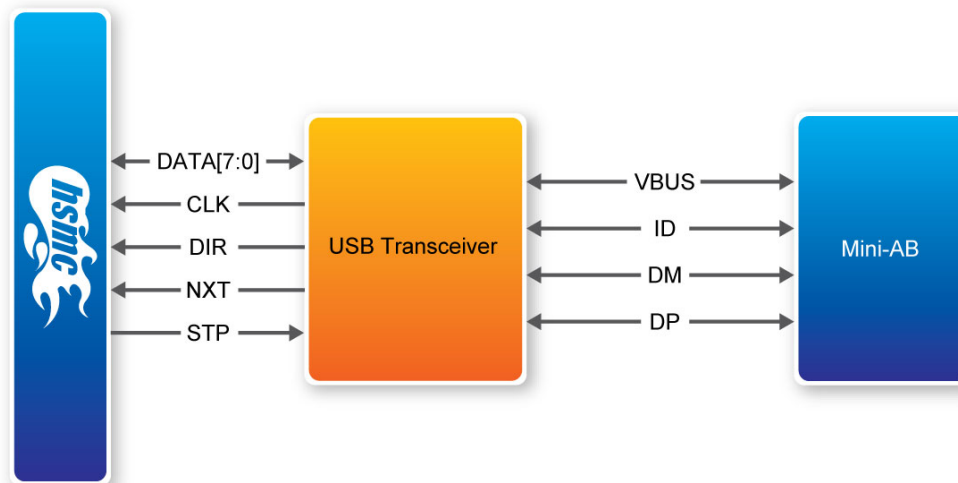 hsmc
DATA[7:0]
CLK
DIR
NXT
STP
USB Transceiver
VBUS
ID
DM
DP
Mini-AB